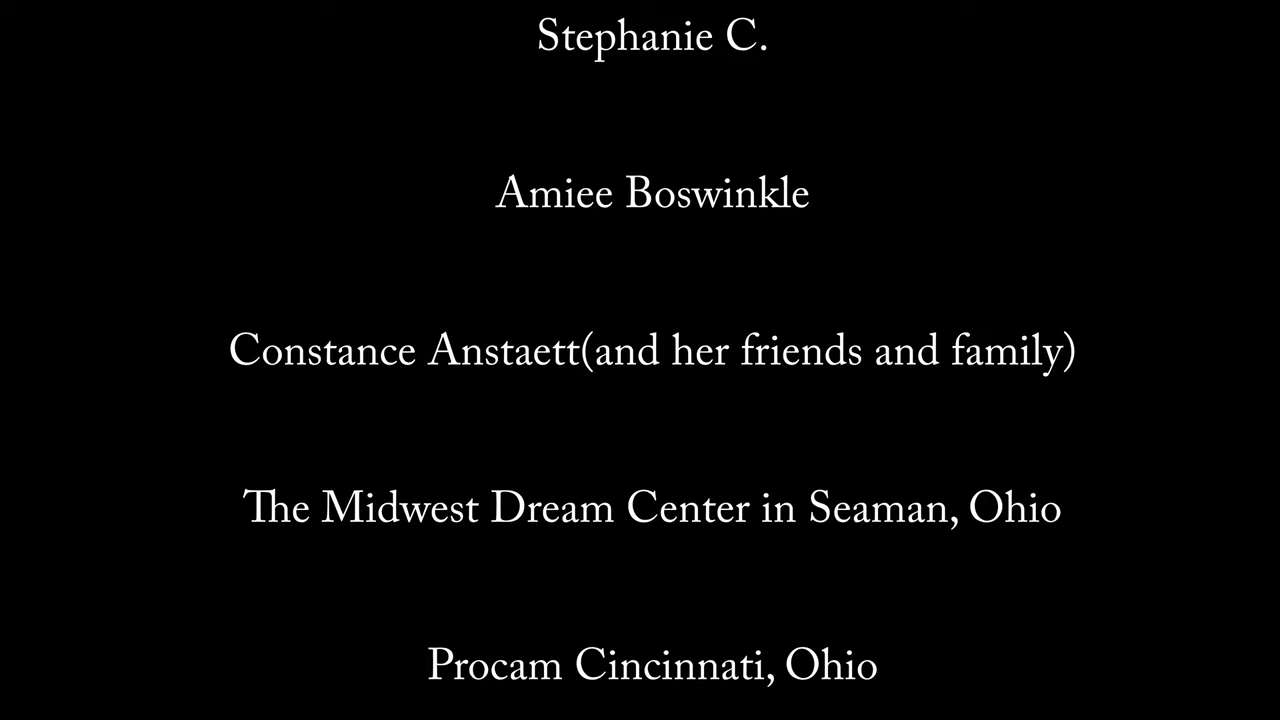 Stephanie C.
Amiee Boswinkle
Constance Anstaett(and her friends and family)
The Midwest Dream Center in Seaman, Ohio
Procam Cincinnati, Ohio